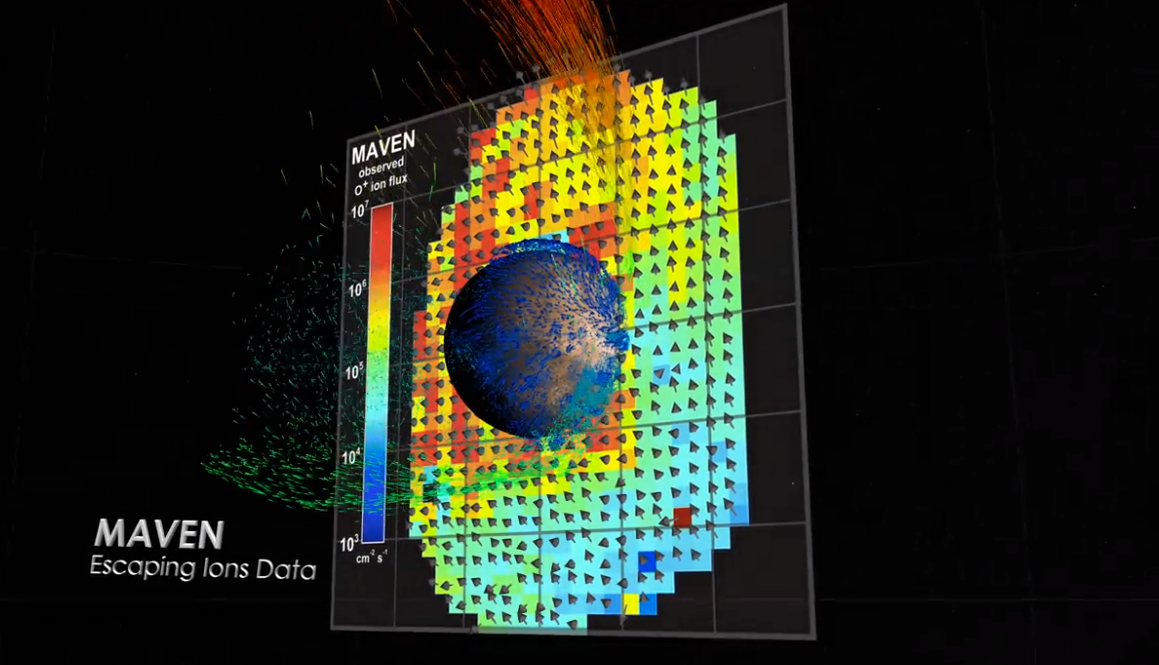 MAVEN
observed
O⁺ ion flux
10⁷
10⁶
10⁵
10⁴
10³
cm⁻² s⁻¹
MAVEN
Escaping Ions Data